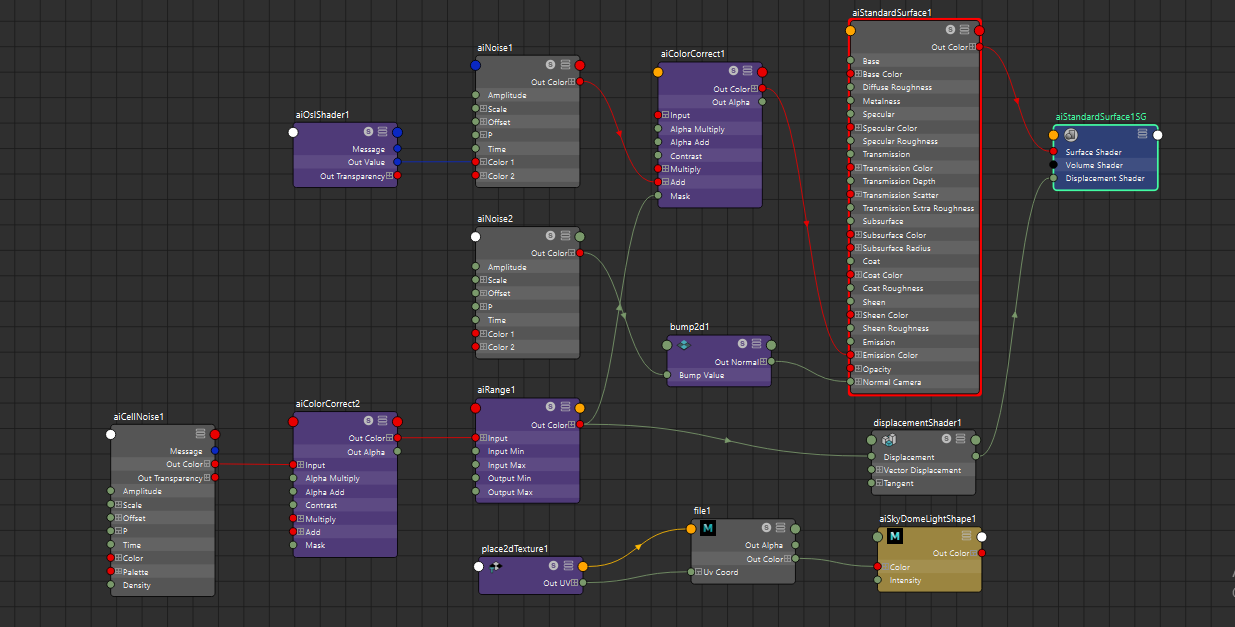 aiStandardSurface1
Out Color
Base
Base Color
Diffuse Roughness
Metalness
Specular
Specular Color
Specular Roughness
Transmission
Transmission Color
Transmission Depth
Transmission Scatter
Transmission Extra Roughness
Subsurface
Subsurface Color
Subsurface Radius
Coat
Coat Color
Coat Roughness
Sheen
Sheen Color
Sheen Roughness
Emission
Emission Color
Opacity
Normal Camera
aiNoise1
Out Color
Amplitude
Scale
Offset
P
Time
Color 1
Color 2
aiColorCorrect1
Out Color
Out Alpha
Input
Alpha Multiply
Alpha Add
Contrast
Multiply
Add
Mask
aiOslShader1
Message
Out Value
Out Transparency
aiStandardSurface1SG
Surface Shader
Volume Shader
Displacement Shader
aiNoise2
Out Color
Amplitude
Scale
Offset
P
Time
Color 1
Color 2
bump2d1
Out Normal
Bump Value
aiRange1
Out Color
Input
Input Min
Input Max
Output Min
Output Max
aiColorCorrect2
Out Color
Out Alpha
Input
Alpha Multiply
Alpha Add
Contrast
Multiply
Add
Mask
aiCellNoise1
Message
Out Color
Out Transparency
Amplitude
Scale
Offset
P
Time
Color
Palette
Density
displacementShader1
Displacement
Vector Displacement
Tangent
file1
M
Out Alpha
Out Color
Uv Coord
aiSkyDomeLightShape1
M
Out Color
Color
Intensity
place2dTexture1
Out UV